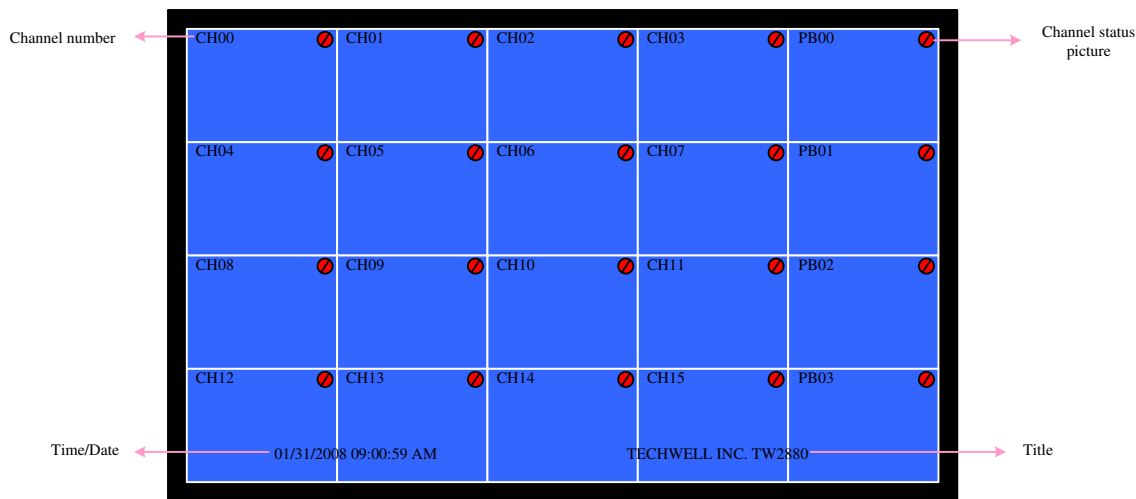 Channel number
CH00 CH01 CH02 CH03 PB00
Channel status
picture
CH04 CH05 CH06 CH07 PB01
CH08 CH09 CH10 CH11 PB02
CH12 CH13 CH14 CH15 PB03
Time/Date
01/31/2008 09:00:59 AM
TECHWELL INC. TW2880
Title